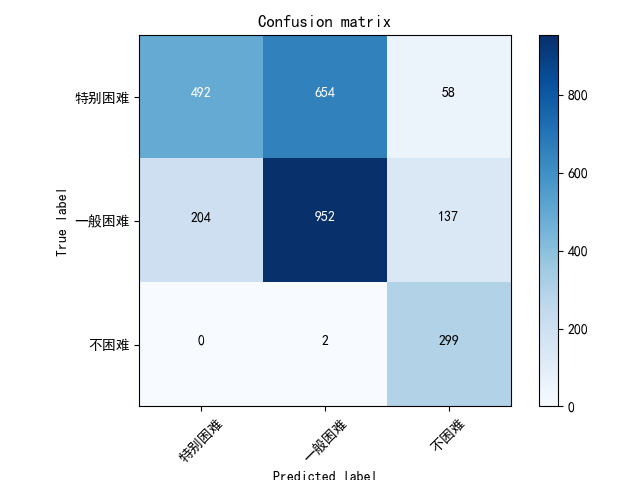 Confusion matrix
特别困难 492 654 58
800
600
一般困难 204 952 137
True label
400
200
不困难 0 2 299
0
特别困难 一般困难 不困难
Predicted label